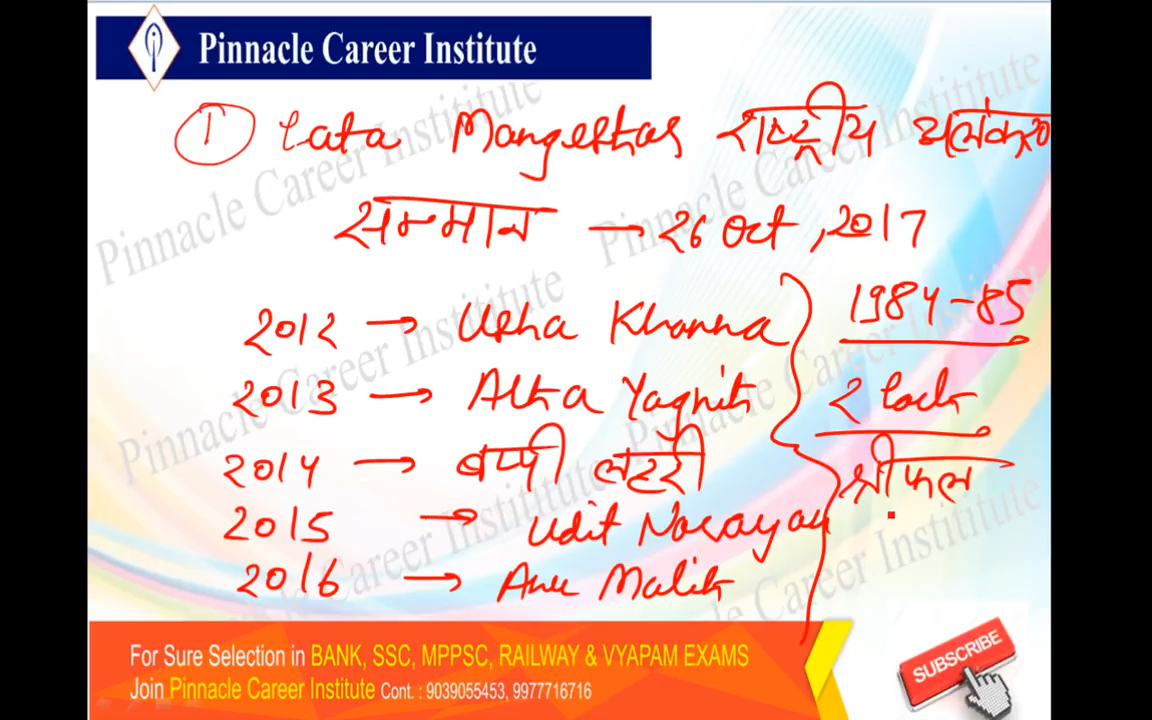 Pinnacle Career Institute
1 Lata Mangeshkar राष्ट्रीय अलंकरण
सम्मान → 26 Oct, 2017
2012 → Usha Khanna
1984-85
2013 → Alka Yagnik
2 lack
2014 → बप्पी लहरी
श्रीफल
2015 → Udit Narayan
2016 → Anu Malik
For Sure Selection in BANK, SSC, MPPSC, RAILWAY & VYAPAM EXAMS
Join Pinnacle Career Institute Cont. : 9039055453, 9977716716
SUBSCRIBE